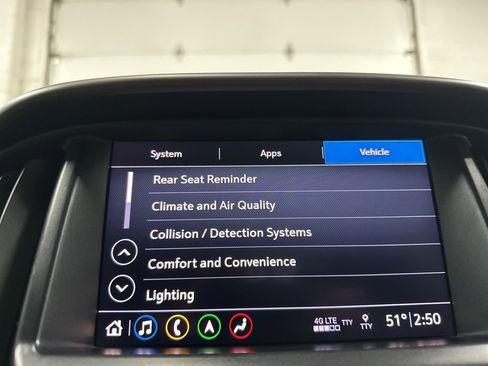 System | Apps | Vehicle
Rear Seat Reminder
Climate and Air Quality
Collision / Detection Systems
Comfort and Convenience
Lighting
4G LTE TTY TTY 51° | 2:50